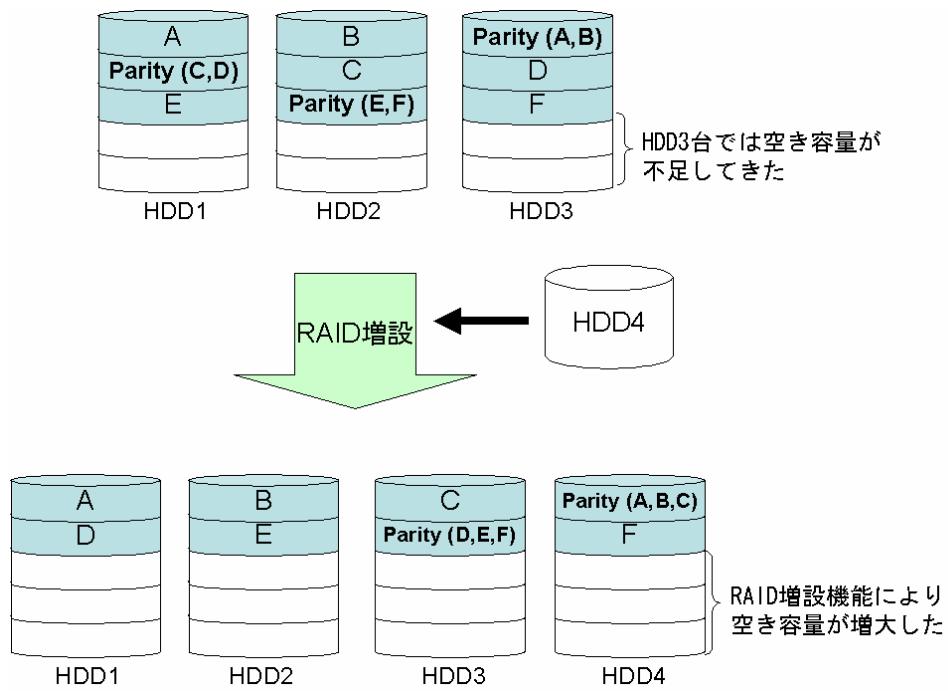 A
B
Parity (A,B)
Parity (C,D)
C
D
E
Parity (E,F)
F
HDD3台では空き容量が
不足してきた
HDD1
HDD2
HDD3
RAID増設
HDD4
A
B
C
Parity (A,B,C)
D
E
Parity (D,E,F)
F
RAID増設機能により
空き容量が増大した
HDD1
HDD2
HDD3
HDD4